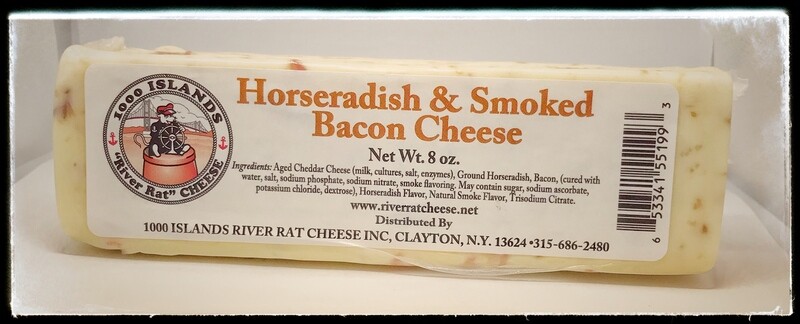 1000 ISLANDS
"River Rat" CHEESE
Horseradish & Smoked
Bacon Cheese
Net Wt. 8 oz.
Ingredients: Aged Cheddar Cheese (milk, cultures, salt, enzymes), Ground Horseradish, Bacon, (cured with
water, salt, sodium phosphate, sodium nitrate, smoke flavoring. May contain sugar, sodium ascorbate,
potassium chloride, dextrose), Horseradish Flavor, Natural Smoke Flavor, Trisodium Citrate.
www.riverratcheese.net
Distributed By
1000 ISLANDS RIVER RAT CHEESE INC, CLAYTON, N.Y. 13624 •315-686-2480
6 53341 55199 3